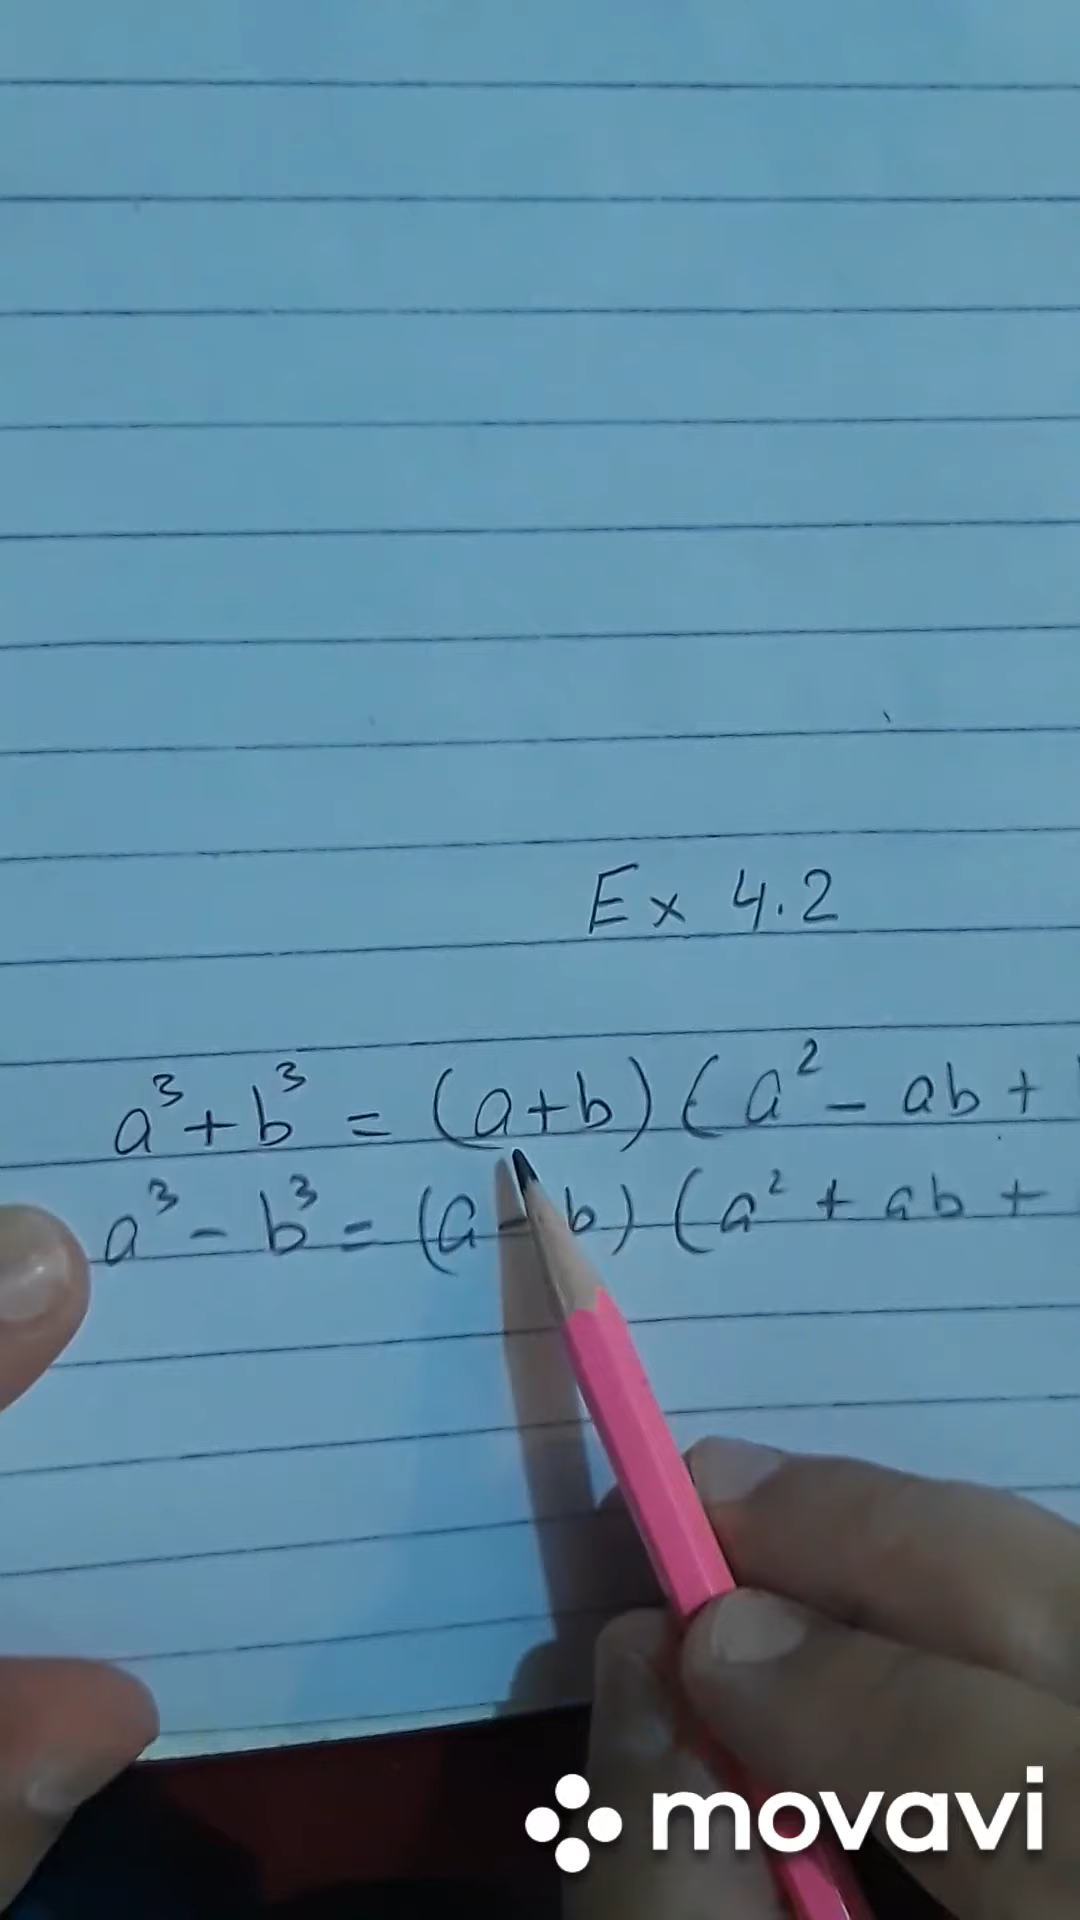 Ex 4.2
a³ + b³ = (a+b) (a² - ab +
a³ - b³ = (a - b) (a² + ab +
movavi